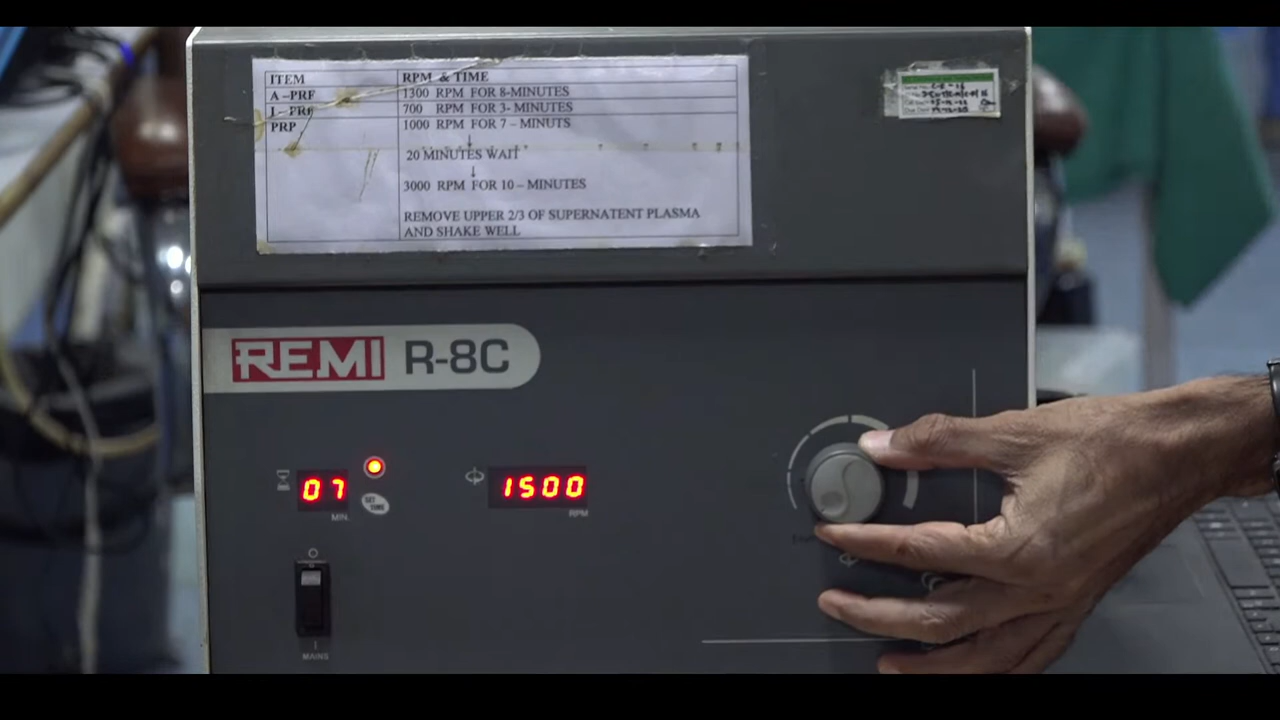 ITEM RPM & TIME
A –PRF 1300 RPM FOR 8-MINUTES
I – PRF 700 RPM FOR 3- MINUTES
PRP 1000 RPM FOR 7 – MINUTS
↓
20 MINUTES WAIT
↓
3000 RPM FOR 10 – MINUTES
REMOVE UPPER 2/3 OF SUPERNATENT PLASMA
AND SHAKE WELL
REMI R-8C
07 1500
SET
TIME
MIN. RPM
O
I
MAINS